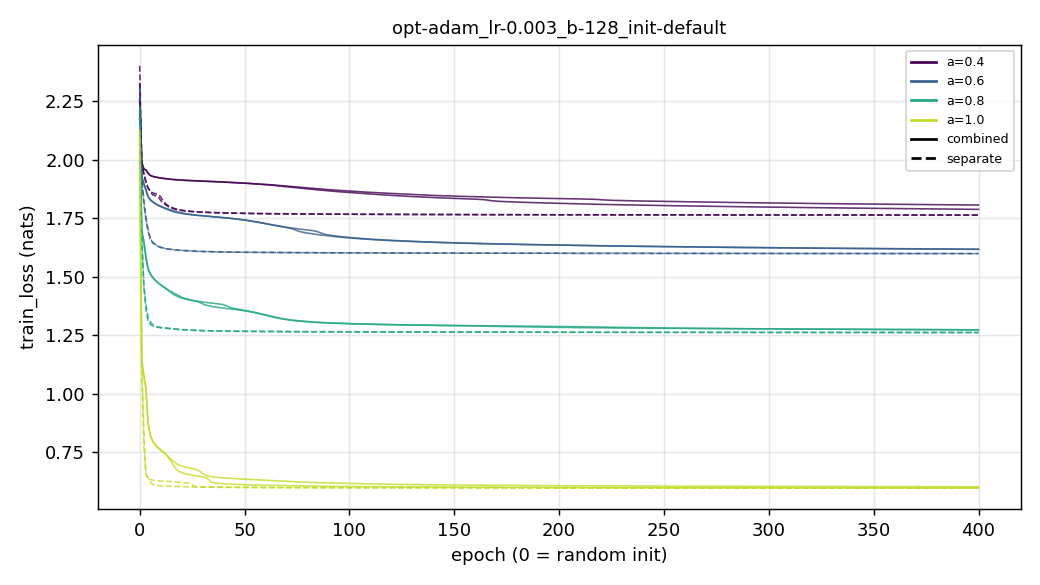 opt-adam_lr-0.003_b-128_init-default
a=0.4
a=0.6
a=0.8
a=1.0
combined
separate
train_loss (nats)
2.25
2.00
1.75
1.50
1.25
1.00
0.75
0
50
100
150
200
250
300
350
400
epoch (0 = random init)